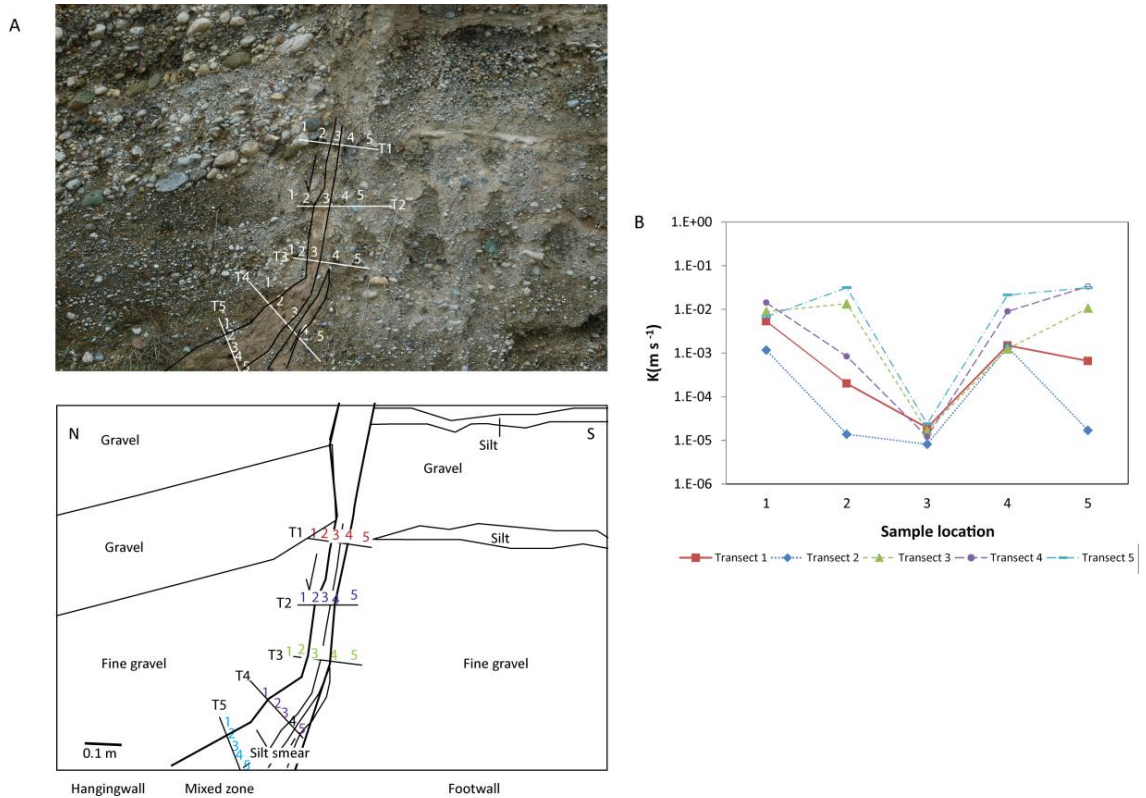 A
1 2 3 4 5 T1
1 2 3 4 5 T2
T3 1 2 3 4 5
T4 1 2 3 4 5
T5 1 2 3 4 5
N
S
Gravel
Silt
Gravel
Gravel
T1 1 2 3 4 5
Silt
T2 1 2 3 4 5
Fine gravel
T3 1 2 3 4 5
Fine gravel
T4 1 2 3 4 5
T5 1 2 3 4 5
Silt smear
0.1 m
Hangingwall Mixed zone Footwall
B
K(m s -1)
1.E+00
1.E-01
1.E-02
1.E-03
1.E-04
1.E-05
1.E-06
1 2 3 4 5
Sample location
Transect 1 Transect 2 Transect 3 Transect 4 Transect 5